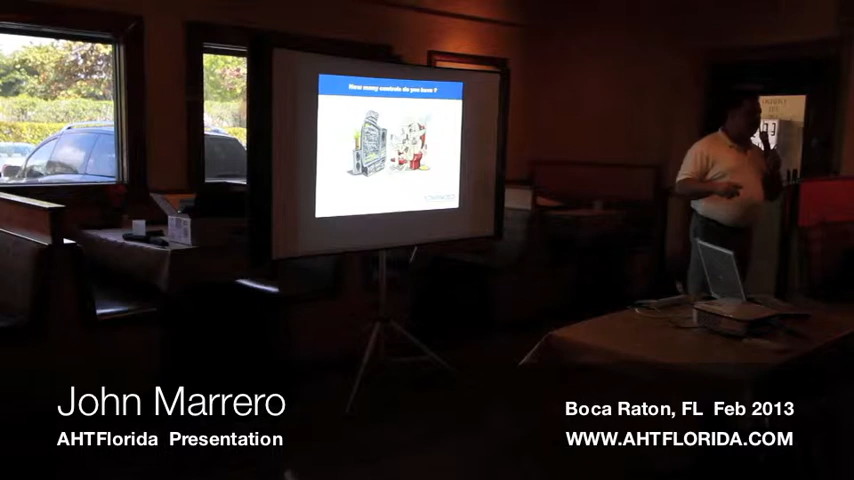 How many controls do you have ?
John Marrero
AHTFlorida Presentation
Boca Raton, FL Feb 2013
WWW.AHTFLORIDA.COM